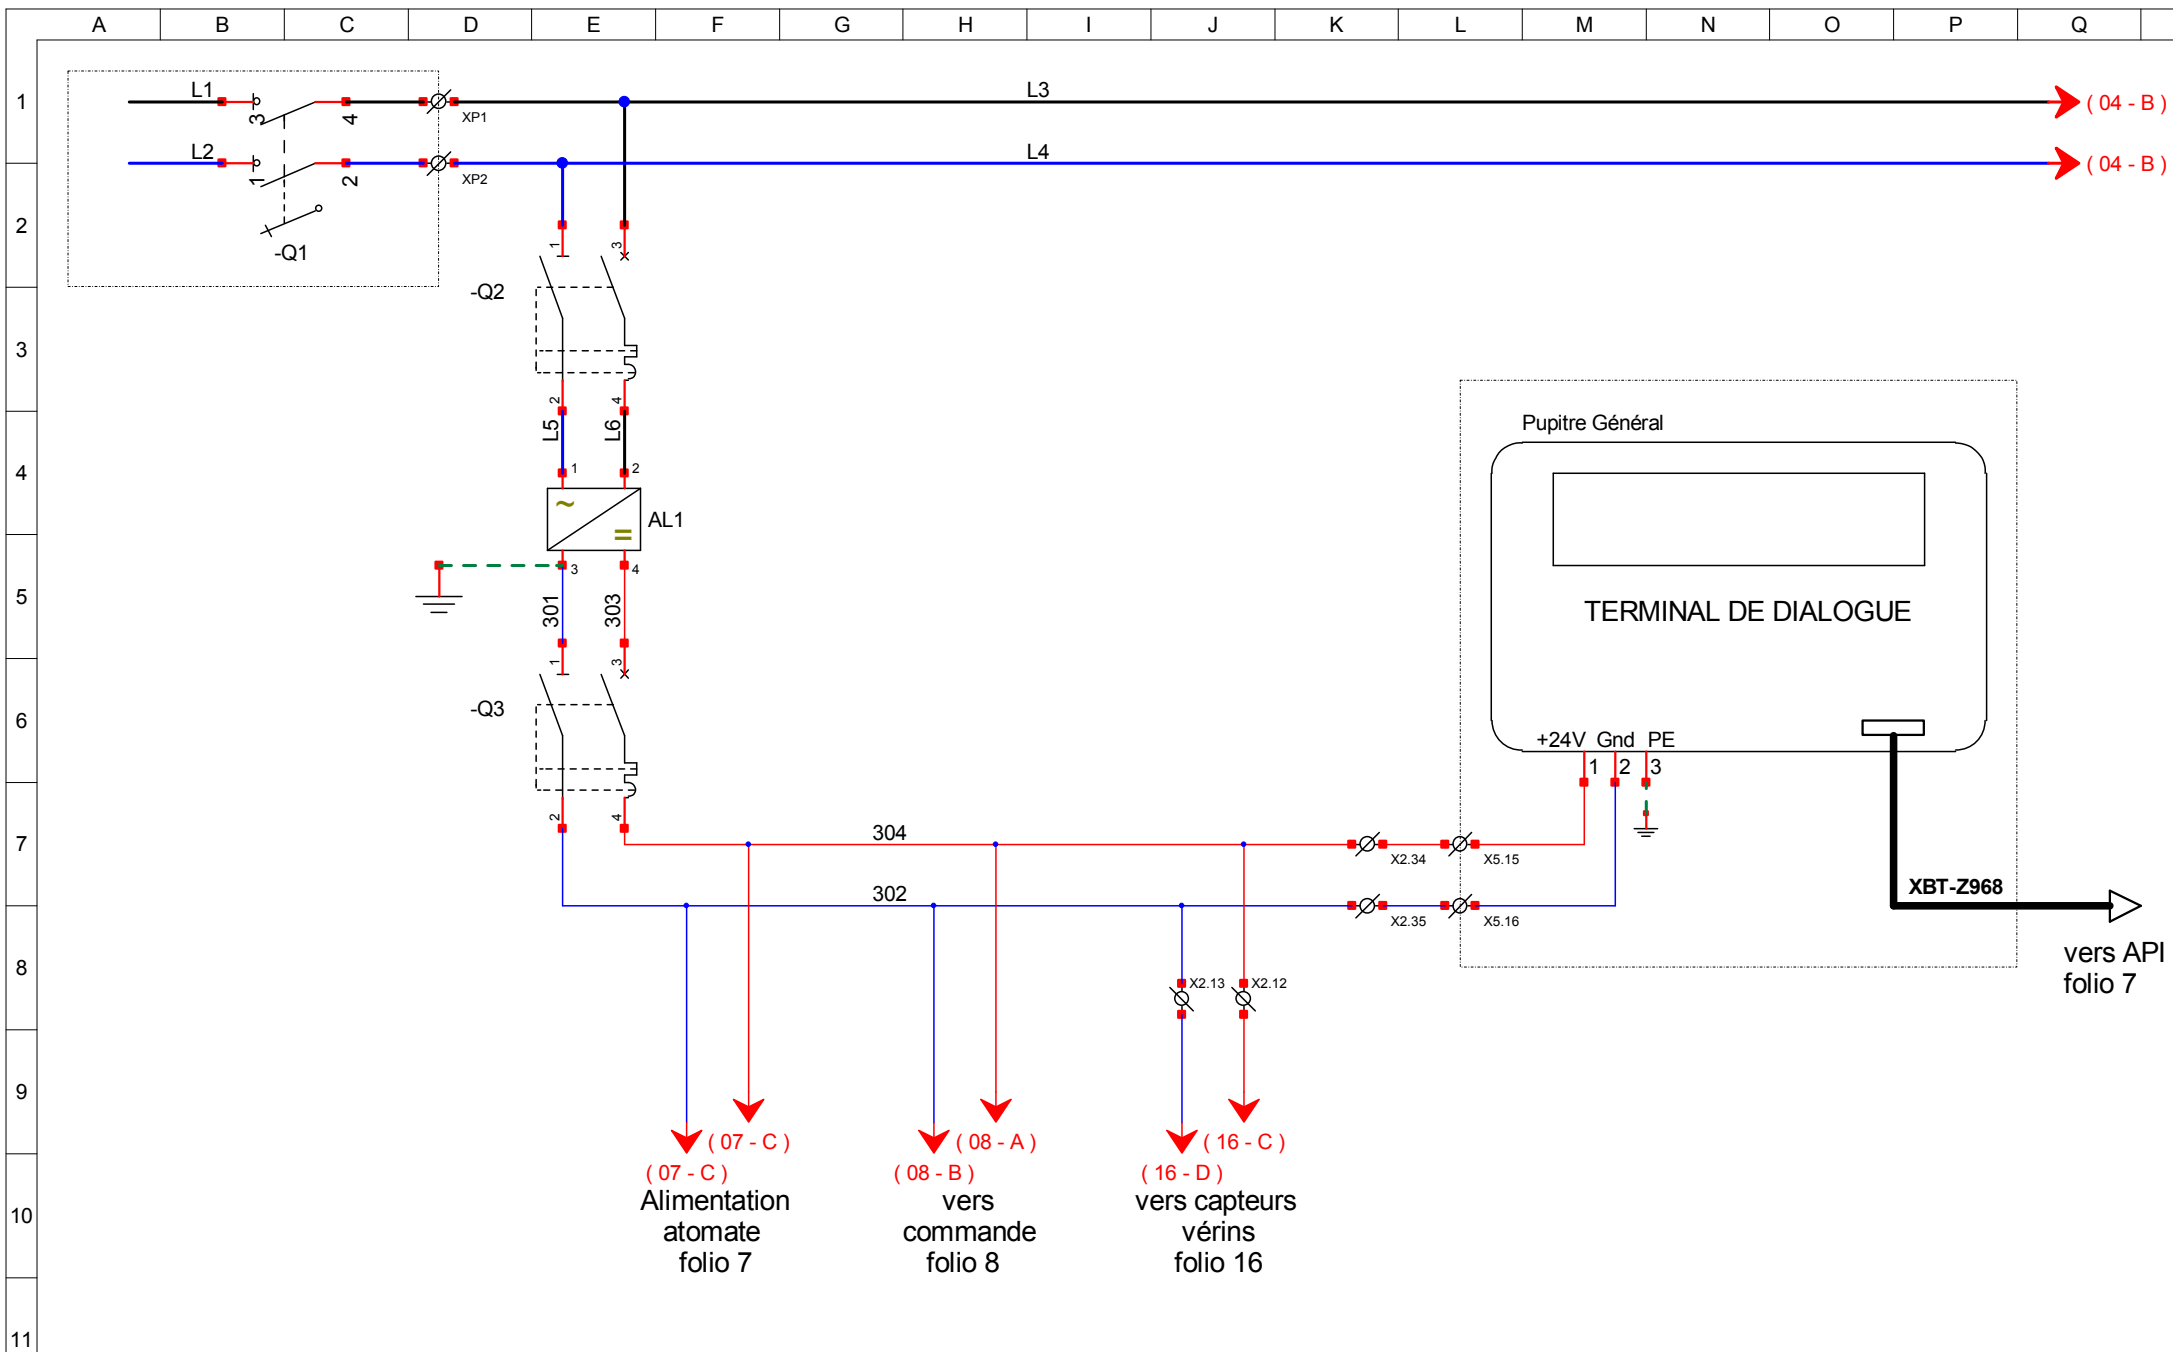 A B C D E F G H I J K L M N O P Q
1
L1
3
4
XP1
L3
( 04 - B )
L2
1
2
XP2
L4
( 04 - B )
2
-Q1
1
3
-Q2
3
2
4
L5
L6
Pupitre Général
4
1
2
~
=
AL1
3
4
5
301
303
TERMINAL DE DIALOGUE
1
3
-Q3
6
+24V Gnd PE
1 2 3
2
4
7
304
X2.34
X5.15
302
X2.35
X5.16
XBT-Z968
vers API
folio 7
8
X2.13
X2.12
9
( 07 - C )
( 08 - A )
( 16 - C )
( 07 - C )
( 08 - B )
( 16 - D )
Alimentation
atomate
folio 7
vers
commande
folio 8
vers capteurs
vérins
folio 16
10
11